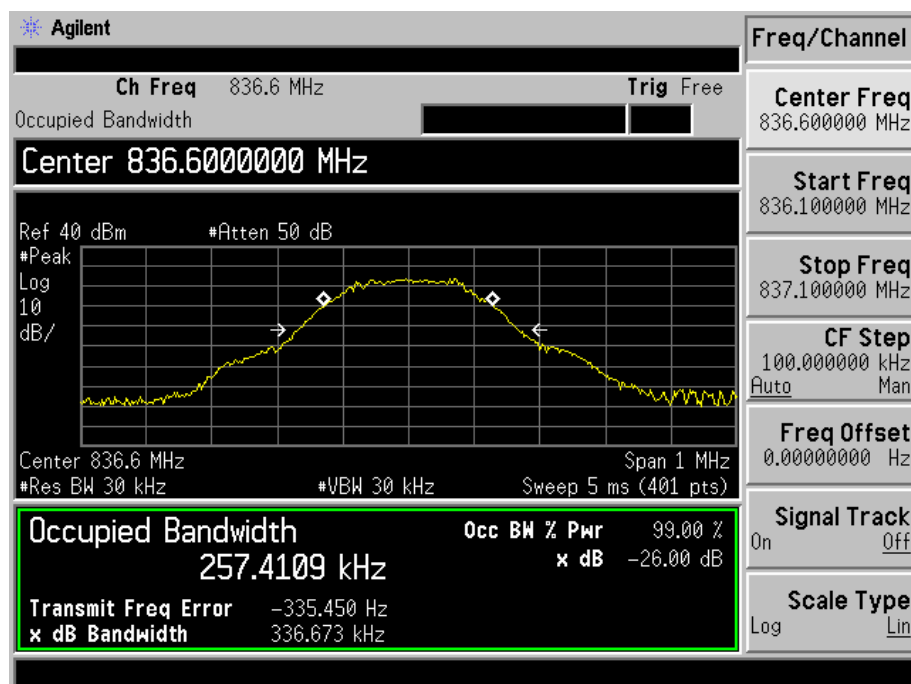 Agilent
Freq/Channel
Ch Freq 836.6 MHz Trig Free
Occupied Bandwidth
Center 836.6000000 MHz
Ref 40 dBm #Atten 50 dB
#Peak
Log
10
dB/
Center 836.6 MHz Span 1 MHz
#Res BW 30 kHz #VBW 30 kHz Sweep 5 ms (401 pts)
Occupied Bandwidth
257.4109 kHz
Occ BW % Pwr 99.00 %
x dB -26.00 dB
Transmit Freq Error -335.450 Hz
x dB Bandwidth 336.673 kHz
Center Freq
836.600000 MHz
Start Freq
836.100000 MHz
Stop Freq
837.100000 MHz
CF Step
100.000000 kHz
Auto Man
Freq Offset
0.00000000 Hz
Signal Track
On Off
Scale Type
Log Lin